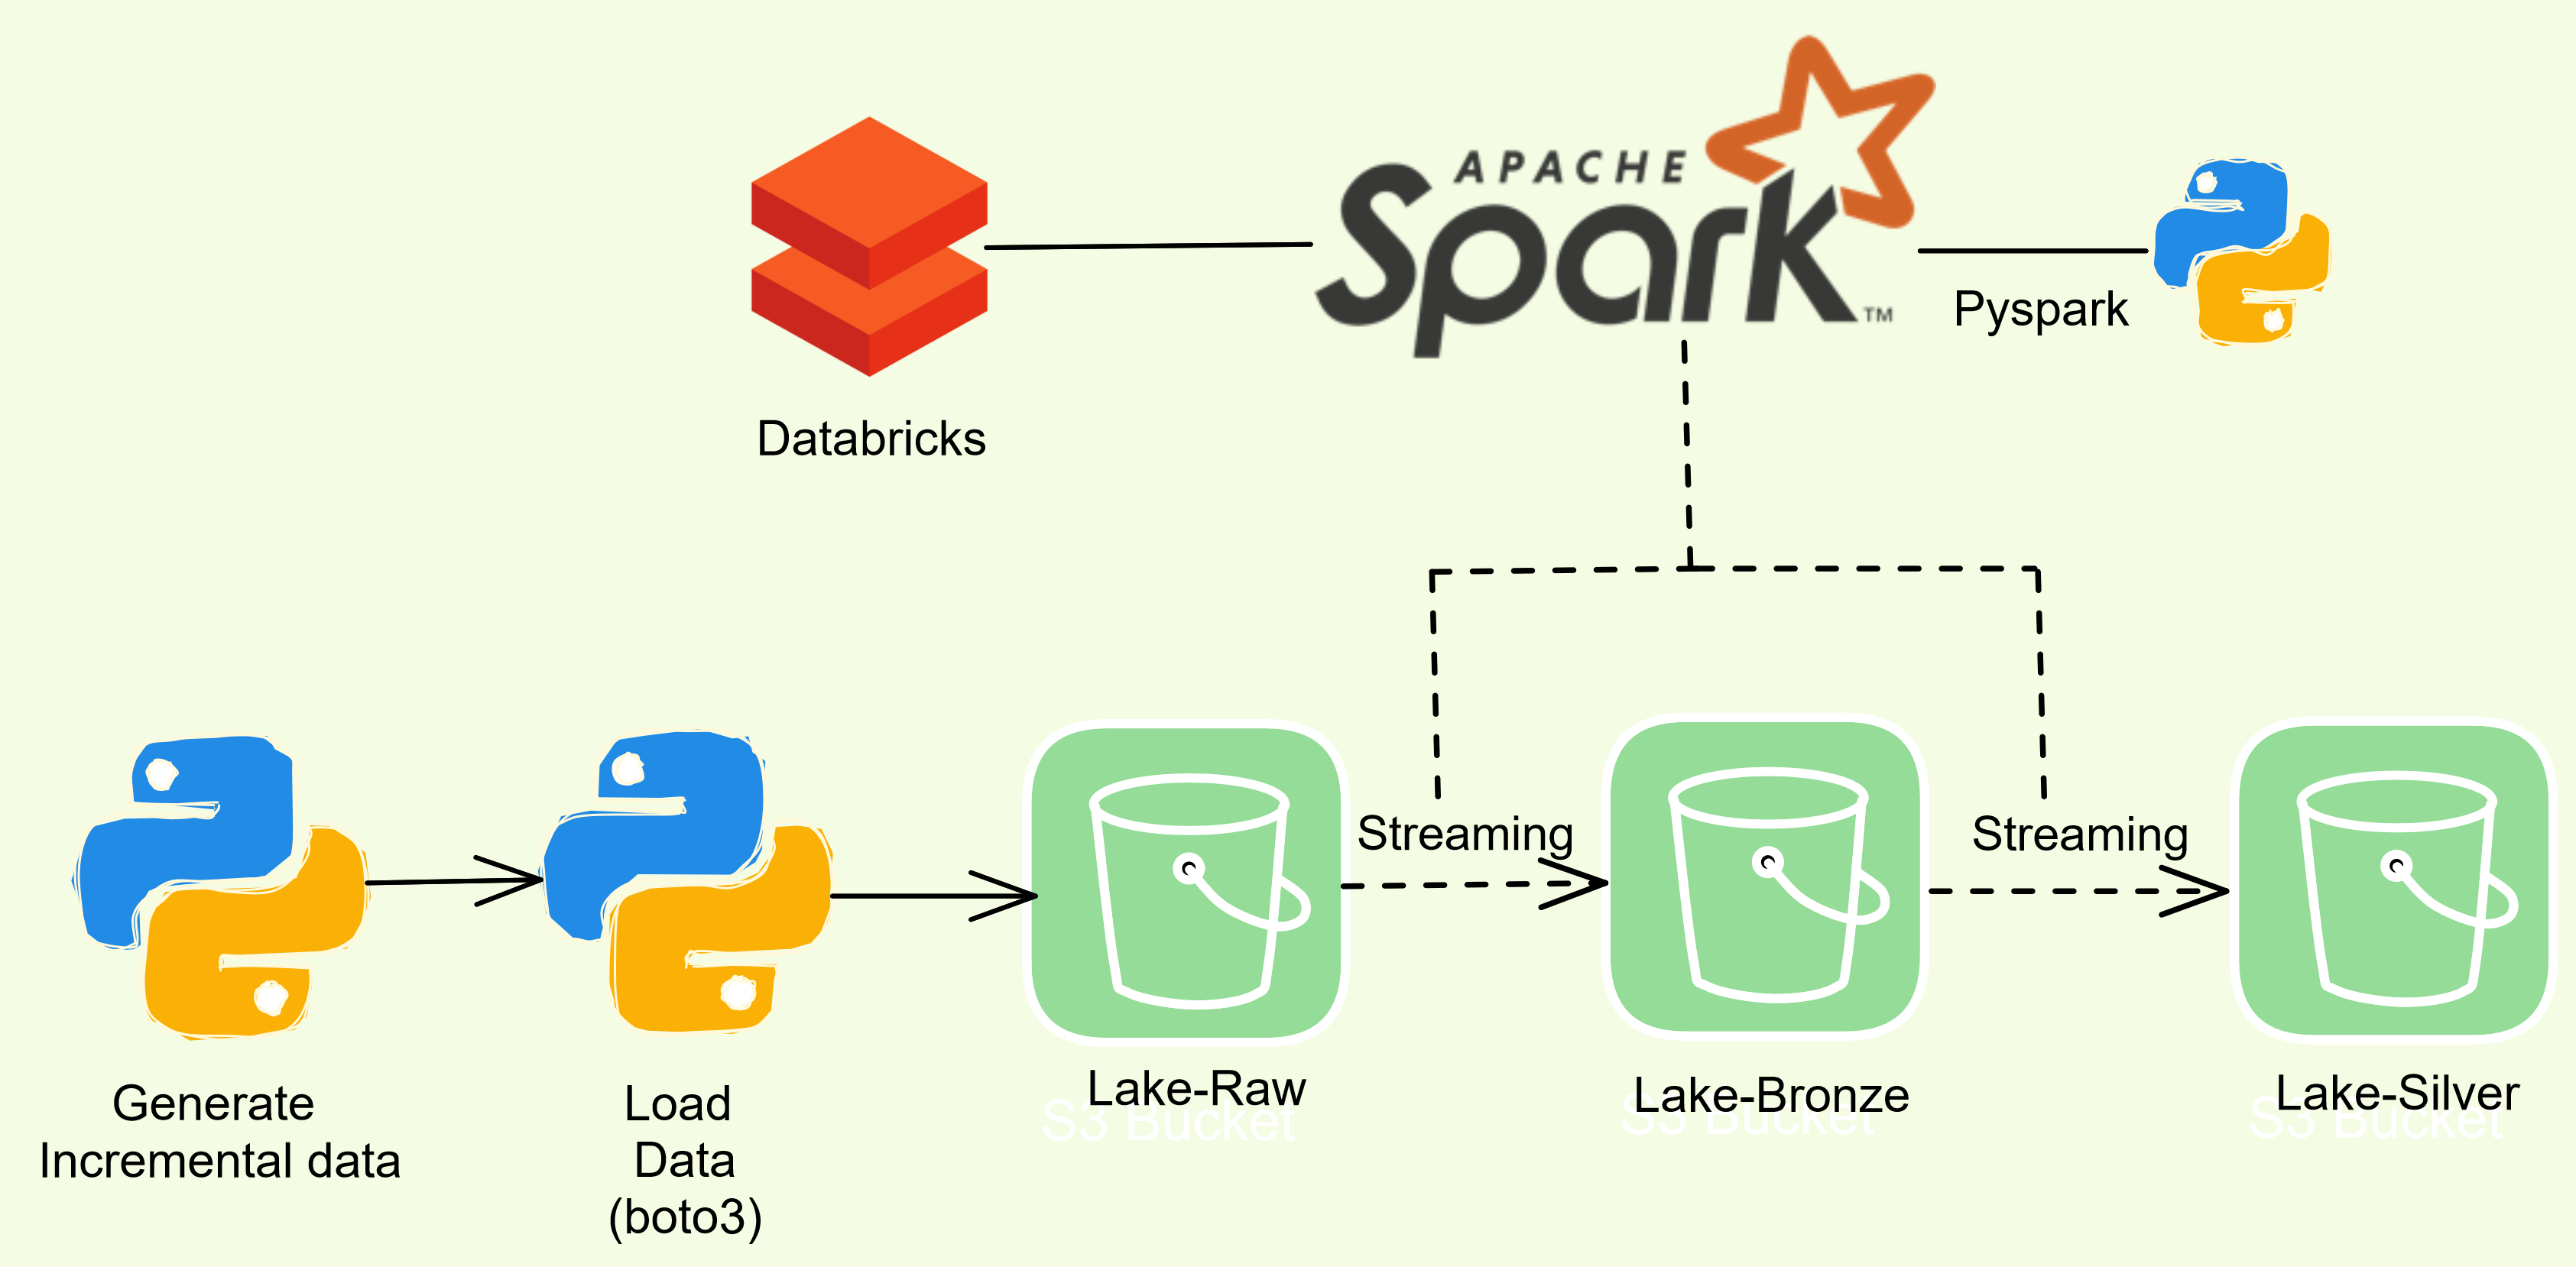 APACHE
Spark™
Pyspark
Databricks
Streaming
Streaming
Generate
Incremental data
Load
Data
(boto3)
Lake-Raw
S3 Bucket
Lake-Bronze
S3 Bucket
Lake-Silver
S3 Bucket